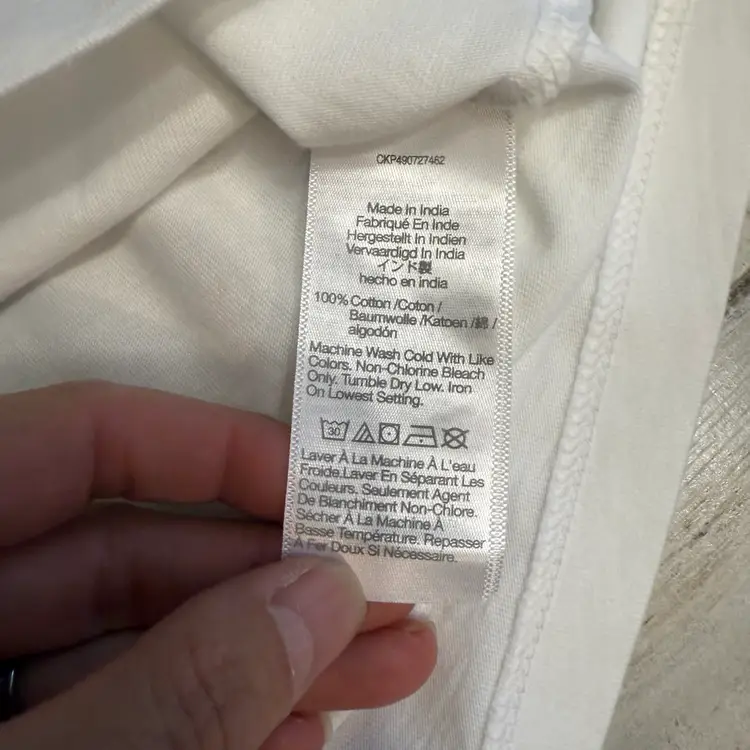 CKP490727462
Made In India
Fabriqué En Inde
Hergestellt In Indien
Vervaardigd In India
インド製
hecho en india
100% Cotton /Coton /
Baumwolle /Katoen /綿 /
algodón
Machine Wash Cold With Like
Colors. Non-Chlorine Bleach
Only. Tumble Dry Low. Iron
On Lowest Setting.
30
Laver À La Machine À L'eau
Froide.Laver En Séparant Les
Couleurs. Seulement Agent
De Blanchiment Non-Chlore.
Sécher À La Machine À
Basse Température. Repasser
À Fer Doux Si Nécessaire.